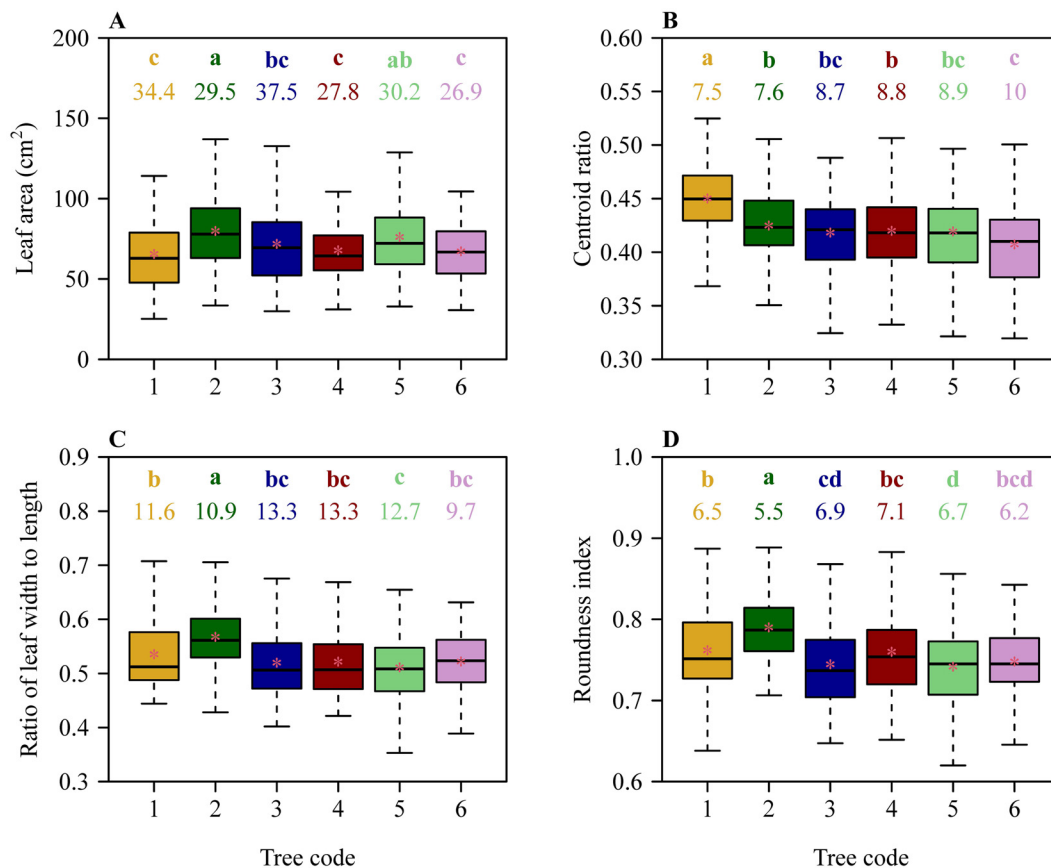 A
Leaf area (cm²)
200
150
100
50
0
c a bc c ab c
34.4 29.5 37.5 27.8 30.2 26.9
* * * * * *
1 2 3 4 5 6
B
Centroid ratio
0.60
0.55
0.50
0.45
0.40
0.35
0.30
a b bc b bc c
7.5 7.6 8.7 8.8 8.9 10
* * * * * *
1 2 3 4 5 6
C
Ratio of leaf width to length
0.9
0.8
0.7
0.6
0.5
0.4
0.3
b a bc bc c bc
11.6 10.9 13.3 13.3 12.7 9.7
* * * * * *
1 2 3 4 5 6
Tree code
D
Roundness index
1.0
0.9
0.8
0.7
0.6
b a cd bc d bcd
6.5 5.5 6.9 7.1 6.7 6.2
* * * * * *
1 2 3 4 5 6
Tree code